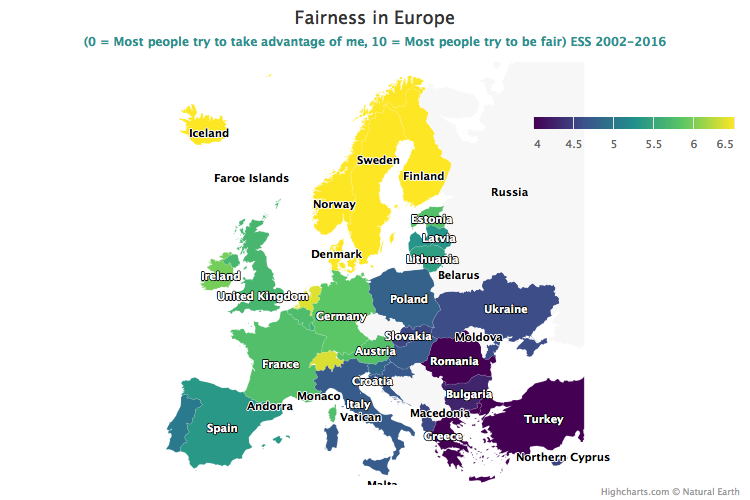 Fairness in Europe
(0 = Most people try to take advantage of me, 10 = Most people try to be fair) ESS 2002-2016
4 4.5 5 5.5 6 6.5
Iceland
Sweden
Finland
Faroe Islands
Russia
Norway
Estonia
Latvia
Denmark
Lithuania
Belarus
Ireland
United Kingdom
Poland
Germany
Ukraine
Slovakia
Moldova
Austria
France
Romania
Croatia
Monaco
Bulgaria
Andorra
Italy
Vatican
Macedonia
Spain
Turkey
Greece
Northern Cyprus
Malta
Highcharts.com © Natural Earth